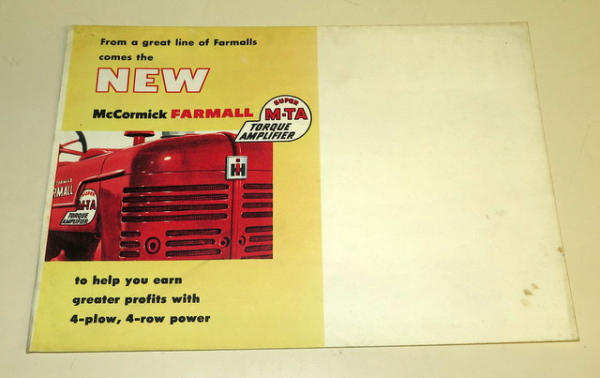 From a great line of Farmalls
comes the
NEW
McCormick FARMALL
SUPER
M-TA
TORQUE
AMPLIFIER
IH
MALL
SUPER
M-TA
TORQUE
AMPLIFIER
to help you earn
greater profits with
4-plow, 4-row power